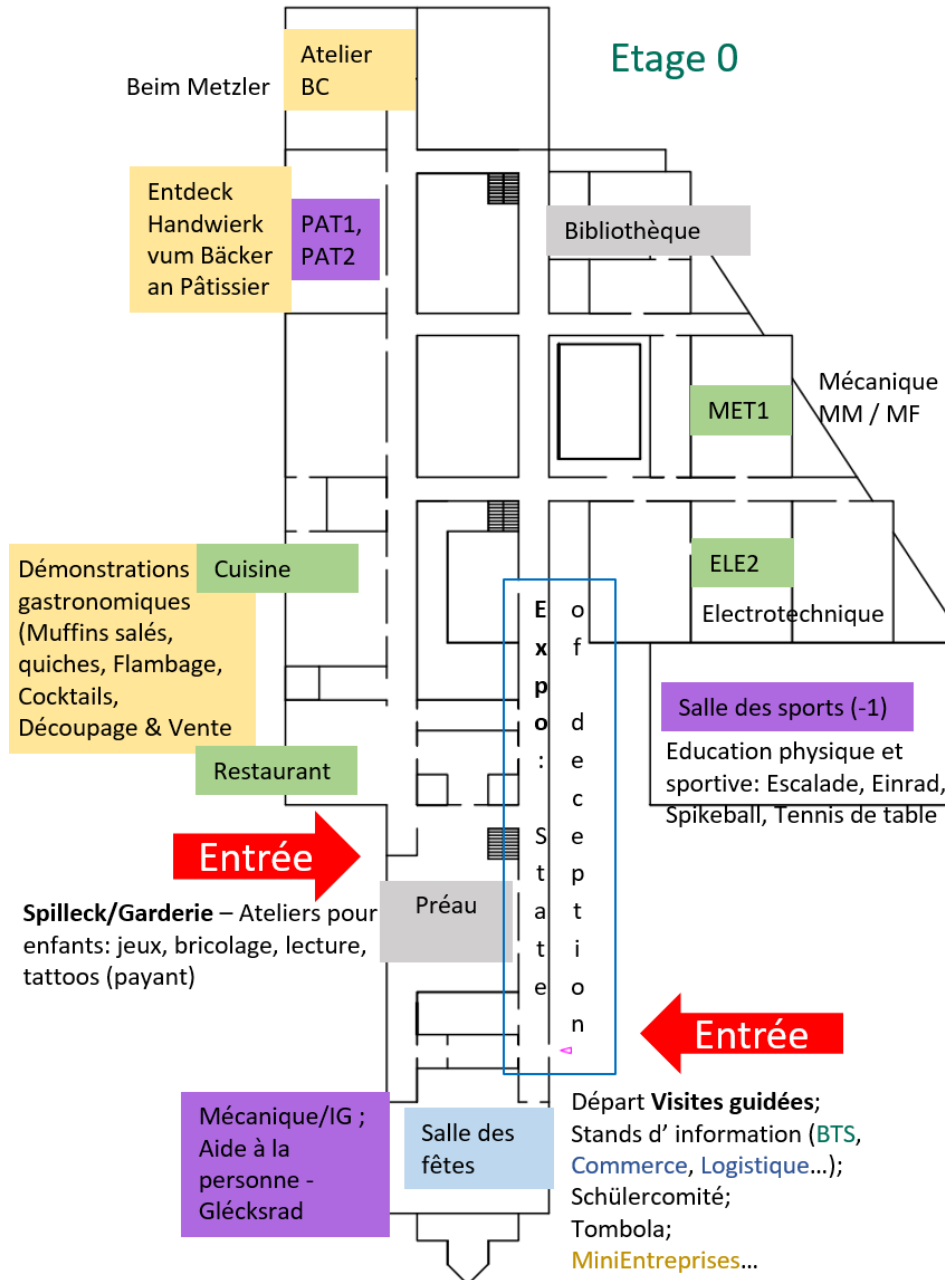 Etage 0
Beim Metzler
Atelier
BC
Entdeck
Handwierk
vum Bäcker
an Pâtissier
PAT1,
PAT2
Bibliothèque
MET1
Mécanique
MM / MF
Démonstrations
gastronomiques
(Muffins salés,
quiches, Flambage,
Cocktails,
Découpage & Vente
Cuisine
ELE2
Electrotechnique
Expo: State
of deception
Salle des sports (-1)
Education physique et
sportive: Escalade, Einrad,
Spikeball, Tennis de table
Restaurant
Entrée
Spilleck/Garderie – Ateliers pour
enfants: jeux, bricolage, lecture,
tattoos (payant)
Préau
Entrée
Mécanique/IG ;
Aide à la
personne -
Glécksrad
Salle des
fêtes
Départ Visites guidées;
Stands d’ information (BTS,
Commerce, Logistique…);
Schülercomité;
Tombola;
MiniEntreprises…